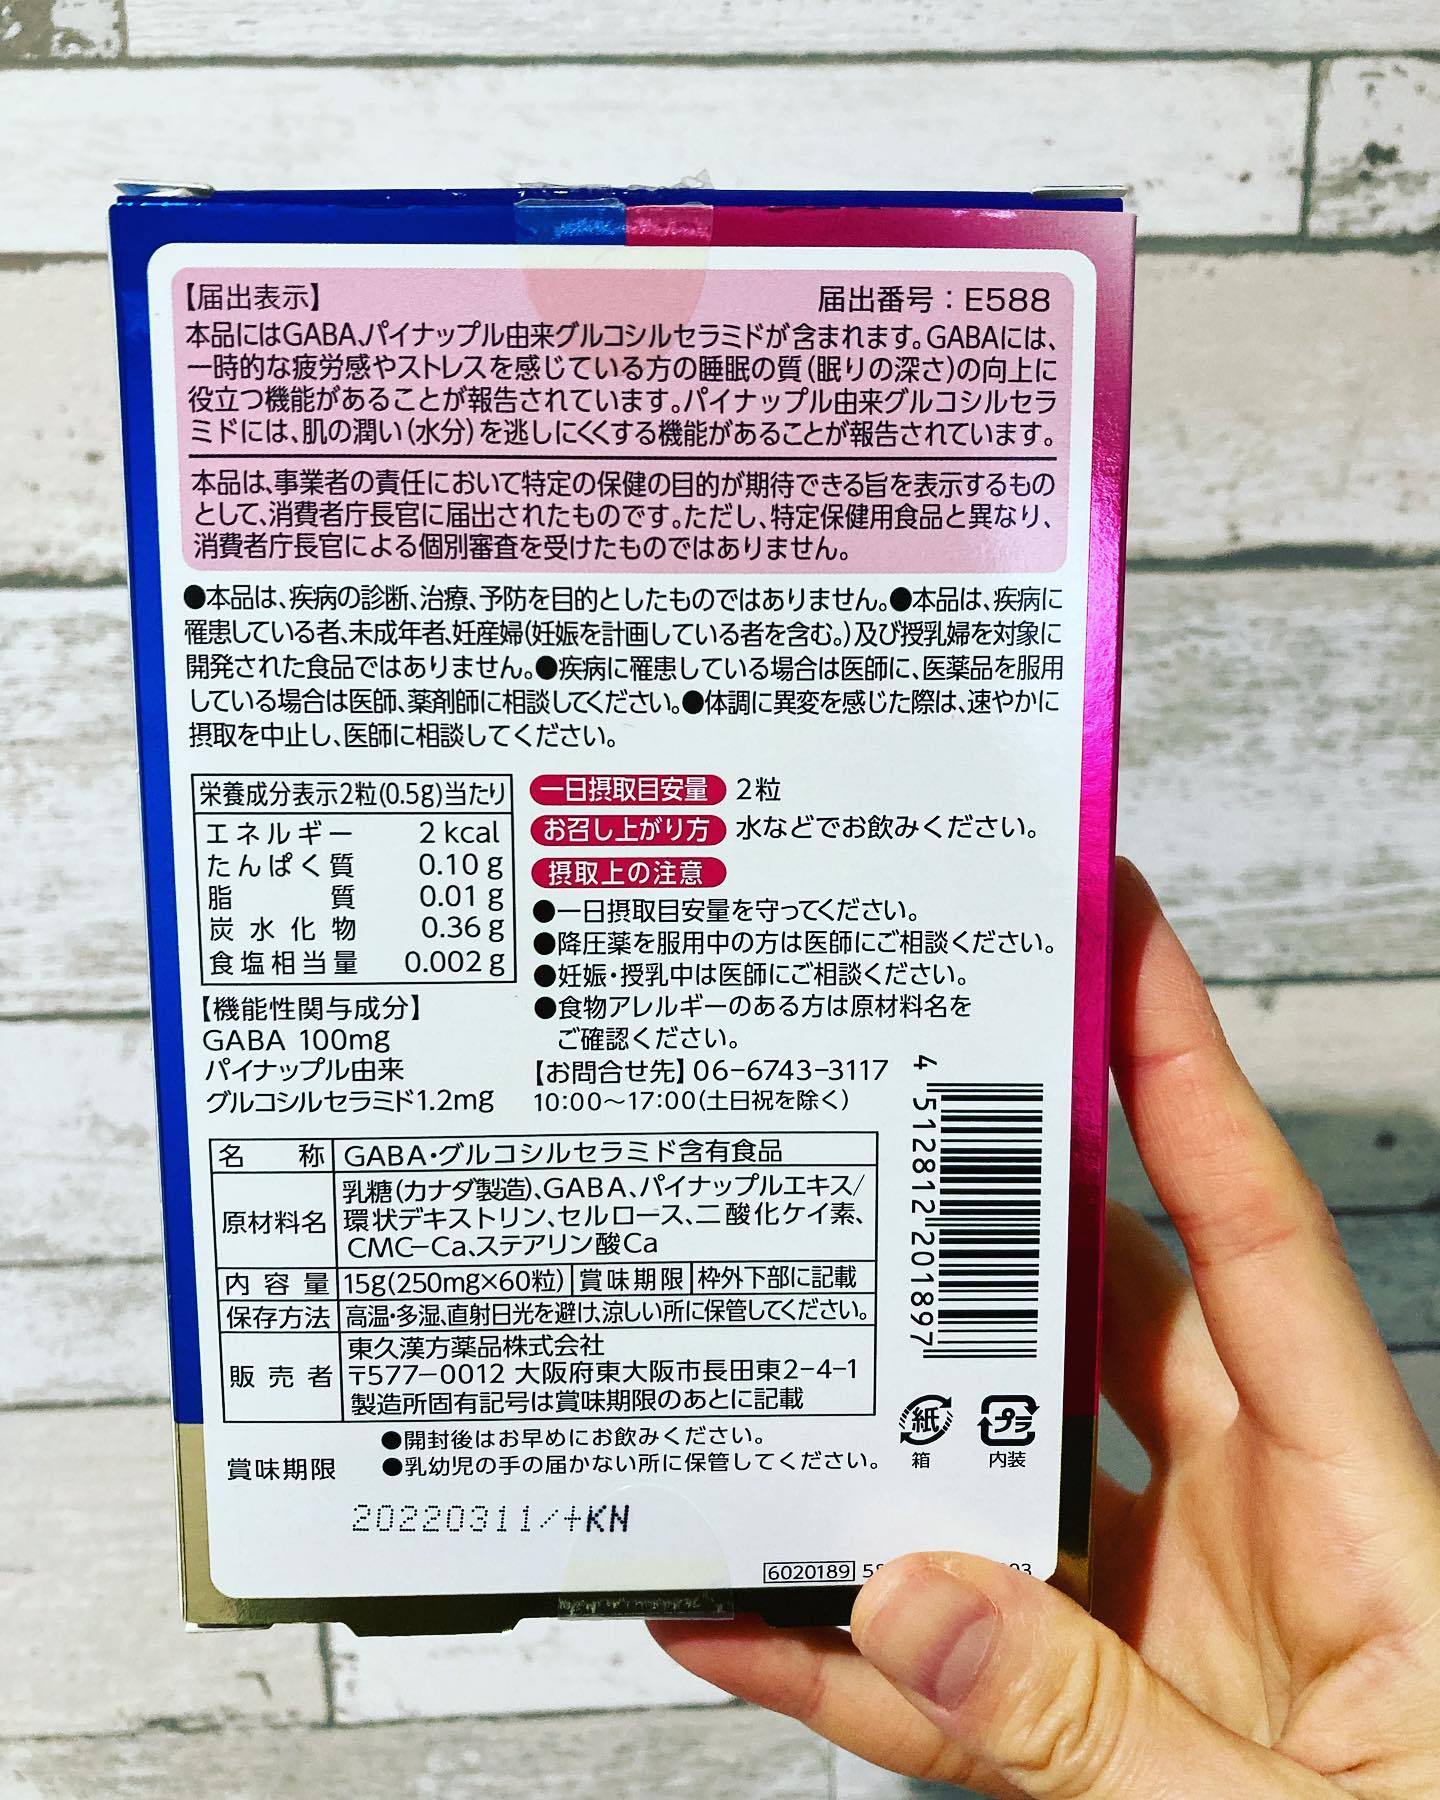 【届出表示】 届出番号：E588
本品にはGABA、パイナップル由来グルコシルセラミドが含まれます。GABAには、
一時的な疲労感やストレスを感じている方の睡眠の質（眠りの深さ）の向上に
役立つ機能があることが報告されています。パイナップル由来グルコシルセラ
ミドには、肌の潤い（水分）を逃しにくくする機能があることが報告されています。
本品は、事業者の責任において特定の保健の目的が期待できる旨を表示するもの
として、消費者庁長官に届出されたものです。ただし、特定保健用食品と異なり、
消費者庁長官による個別審査を受けたものではありません。
●本品は、疾病の診断、治療、予防を目的としたものではありません。●本品は、疾病に
罹患している者、未成年者、妊産婦（妊娠を計画している者を含む。）及び授乳婦を対象に
開発された食品ではありません。●疾病に罹患している場合は医師に、医薬品を服用
している場合は医師、薬剤師に相談してください。●体調に異変を感じた際は、速やかに
摂取を中止し、医師に相談してください。
栄養成分表示2粒(0.5g)当たり
エネルギー 2 kcal
たんぱく質 0.10 g
脂質 0.01 g
炭水化物 0.36 g
食塩相当量 0.002 g
【機能性関与成分】
GABA 100mg
パイナップル由来
グルコシルセラミド1.2mg
一日摂取目安量 2粒
お召し上がり方 水などでお飲みください。
摂取上の注意
●一日摂取目安量を守ってください。
●降圧薬を服用中の方は医師にご相談ください。
●妊娠・授乳中は医師にご相談ください。
●食物アレルギーのある方は原材料名を
ご確認ください。
【お問合せ先】06-6743-3117
10:00～17:00（土日祝を除く）
4 512812 201897
名称 GABA・グルコシルセラミド含有食品
原材料名 乳糖（カナダ製造）、GABA、パイナップルエキス/
環状デキストリン、セルロース、二酸化ケイ素、
CMC-Ca、ステアリン酸Ca
内容量 15g(250mg×60粒) 賞味期限 枠外下部に記載
保存方法 高温・多湿、直射日光を避け、涼しい所に保管してください。
販売者 東久漢方薬品株式会社
〒577-0012 大阪府東大阪市長田東2-4-1
製造所固有記号は賞味期限のあとに記載
紙 箱
プラ 内装
●開封後はお早めにお飲みください。
●乳幼児の手の届かない所に保管してください。
賞味期限
20220311/+KN
6020189